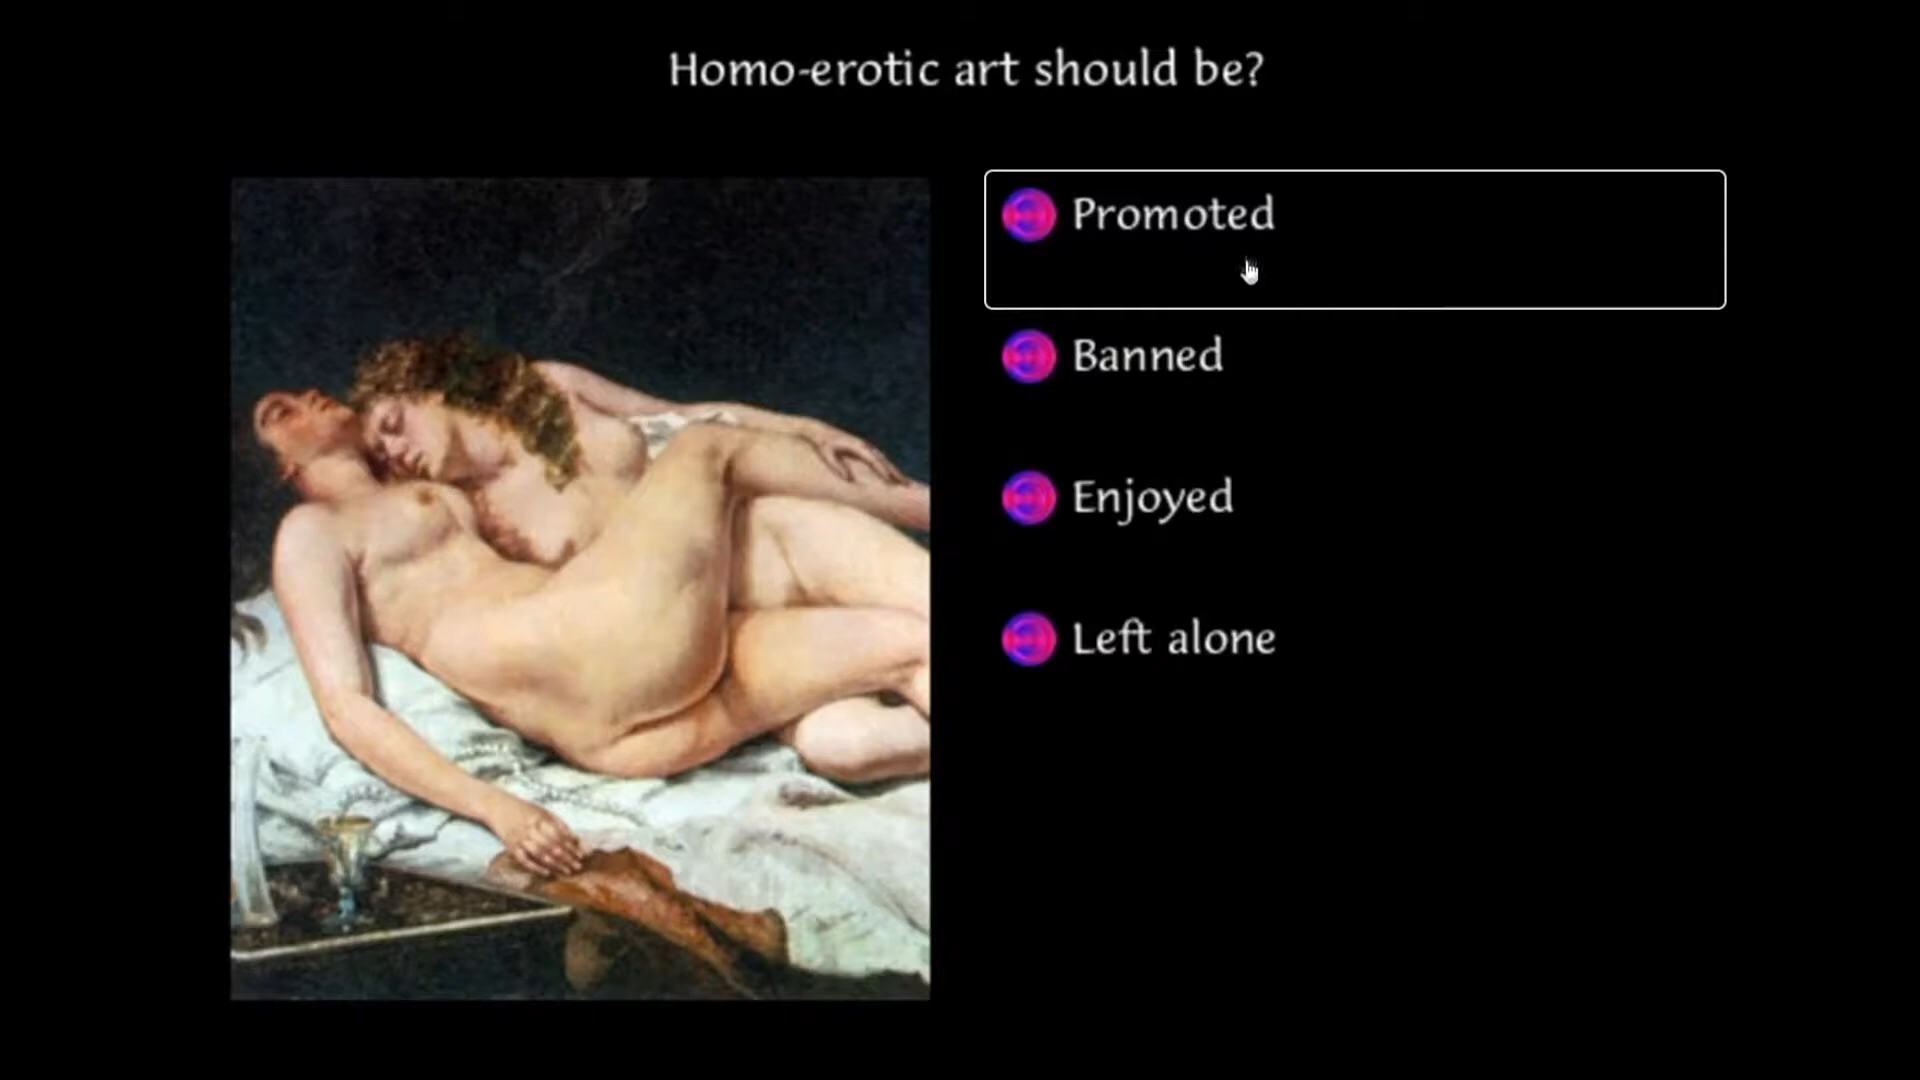 Homo-erotic art should be?
Promoted
Banned
Enjoyed
Left alone